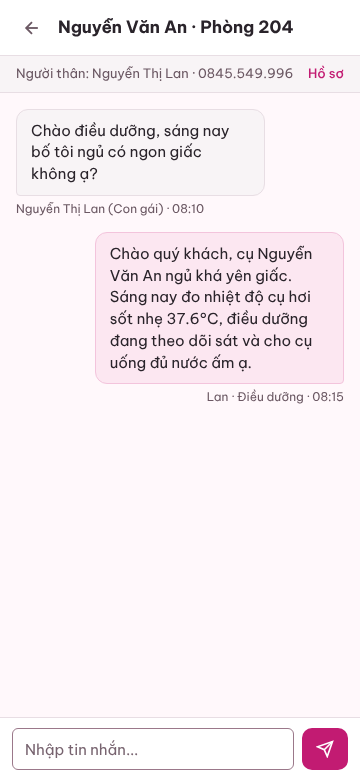 Nguyễn Văn An · Phòng 204
Người thân: Nguyễn Thị Lan · 0845.549.996 Hồ sơ
Chào điều dưỡng, sáng nay
bố tôi ngủ có ngon giấc
không ạ?
Nguyễn Thị Lan (Con gái) · 08:10
Chào quý khách, cụ Nguyễn
Văn An ngủ khá yên giấc.
Sáng nay đo nhiệt độ cụ hơi
sốt nhẹ 37.6°C, điều dưỡng
đang theo dõi sát và cho cụ
uống đủ nước ấm ạ.
Lan · Điều dưỡng · 08:15
Nhập tin nhắn...